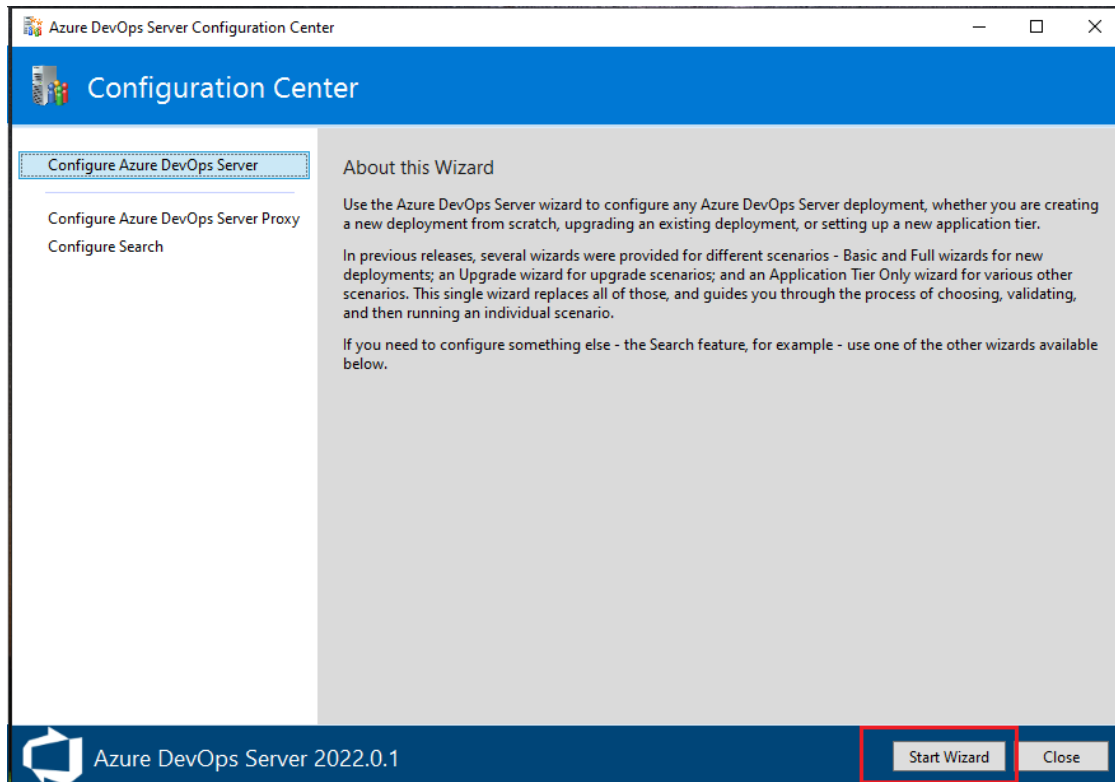 Azure DevOps Server Configuration Center
Configuration Center
Configure Azure DevOps Server
Configure Azure DevOps Server Proxy
Configure Search
About this Wizard
Use the Azure DevOps Server wizard to configure any Azure DevOps Server deployment, whether you are creating
a new deployment from scratch, upgrading an existing deployment, or setting up a new application tier.
In previous releases, several wizards were provided for different scenarios - Basic and Full wizards for new
deployments; an Upgrade wizard for upgrade scenarios; and an Application Tier Only wizard for various other
scenarios. This single wizard replaces all of those, and guides you through the process of choosing, validating,
and then running an individual scenario.
If you need to configure something else - the Search feature, for example - use one of the other wizards available
below.
Azure DevOps Server 2022.0.1
Start Wizard
Close